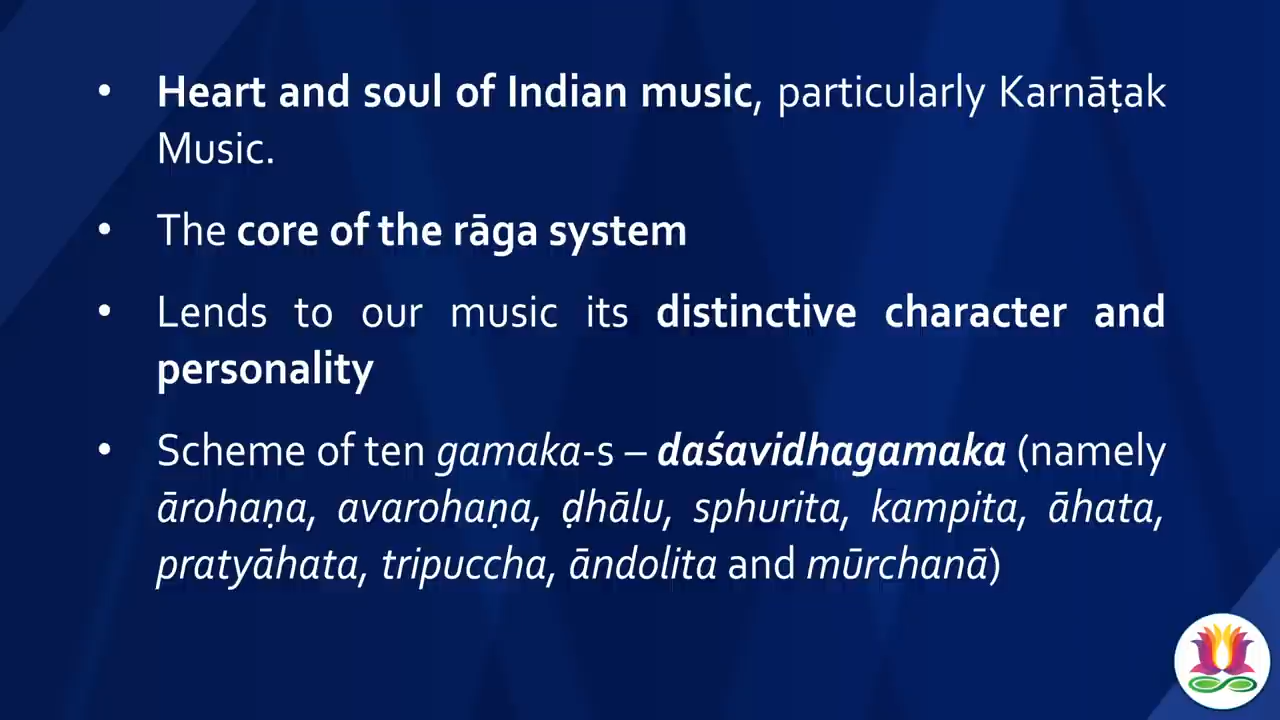 • Heart and soul of Indian music, particularly Karnāṭak
Music.
• The core of the rāga system
• Lends to our music its distinctive character and
personality
• Scheme of ten gamaka-s – daśavidhagamaka (namely
ārohaṇa, avarohaṇa, ḍhālu, sphurita, kampita, āhata,
pratyāhata, tripuccha, āndolita and mūrchanā)